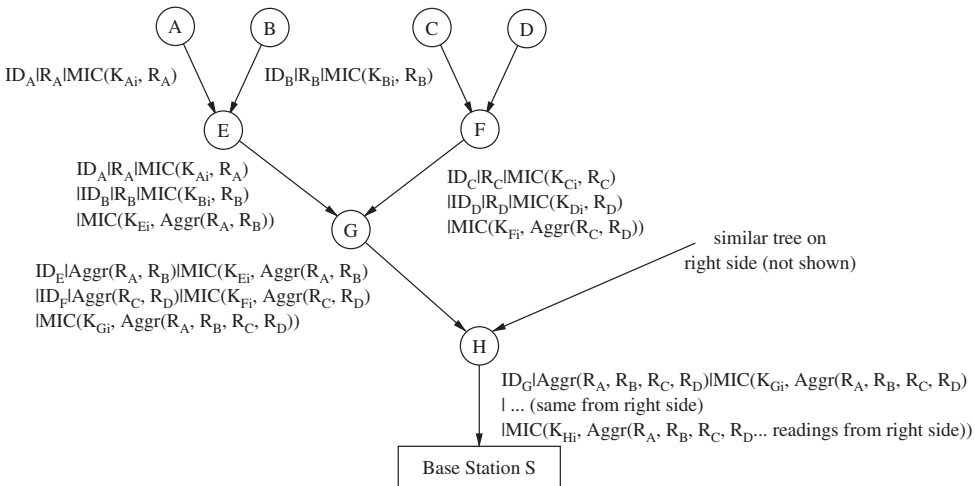 A
B
C
D
ID_A|R_A|MIC(K_Ai, R_A)
ID_B|R_B|MIC(K_Bi, R_B)
E
F
ID_A|R_A|MIC(K_Ai, R_A)
|ID_B|R_B|MIC(K_Bi, R_B)
|MIC(K_Ei, Aggr(R_A, R_B))
ID_C|R_C|MIC(K_Ci, R_C)
|ID_D|R_D|MIC(K_Di, R_D)
|MIC(K_Fi, Aggr(R_C, R_D))
G
similar tree on
right side (not shown)
ID_E|Aggr(R_A, R_B)|MIC(K_Ei, Aggr(R_A, R_B)
|ID_F|Aggr(R_C, R_D)|MIC(K_Fi, Aggr(R_C, R_D)
|MIC(K_Gi, Aggr(R_A, R_B, R_C, R_D))
H
ID_G|Aggr(R_A, R_B, R_C, R_D)|MIC(K_Gi, Aggr(R_A, R_B, R_C, R_D)
| ... (same from right side)
|MIC(K_Hi, Aggr(R_A, R_B, R_C, R_D... readings from right side))
Base Station S